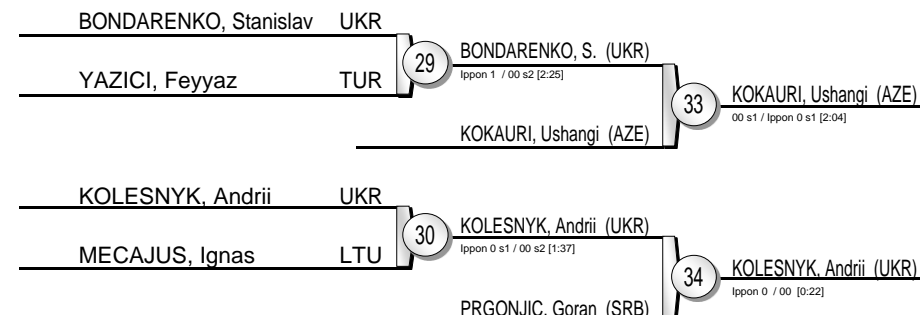 BONDARENKO, Stanislav UKR
29
BONDARENKO, S. (UKR)
Ippon 1 / 00 s2 [2:25]
YAZICI, Feyyaz TUR
33
KOKAURI, Ushangi (AZE)
00 s1 / Ippon 0 s1 [2:04]
KOKAURI, Ushangi (AZE)
KOLESNYK, Andrii UKR
30
KOLESNYK, Andrii (UKR)
Ippon 0 s1 / 00 s2 [1:37]
MECAJUS, Ignas LTU
34
KOLESNYK, Andrii (UKR)
Ippon 0 / 00 [0:22]
PRGONJIC, Goran (SRB)